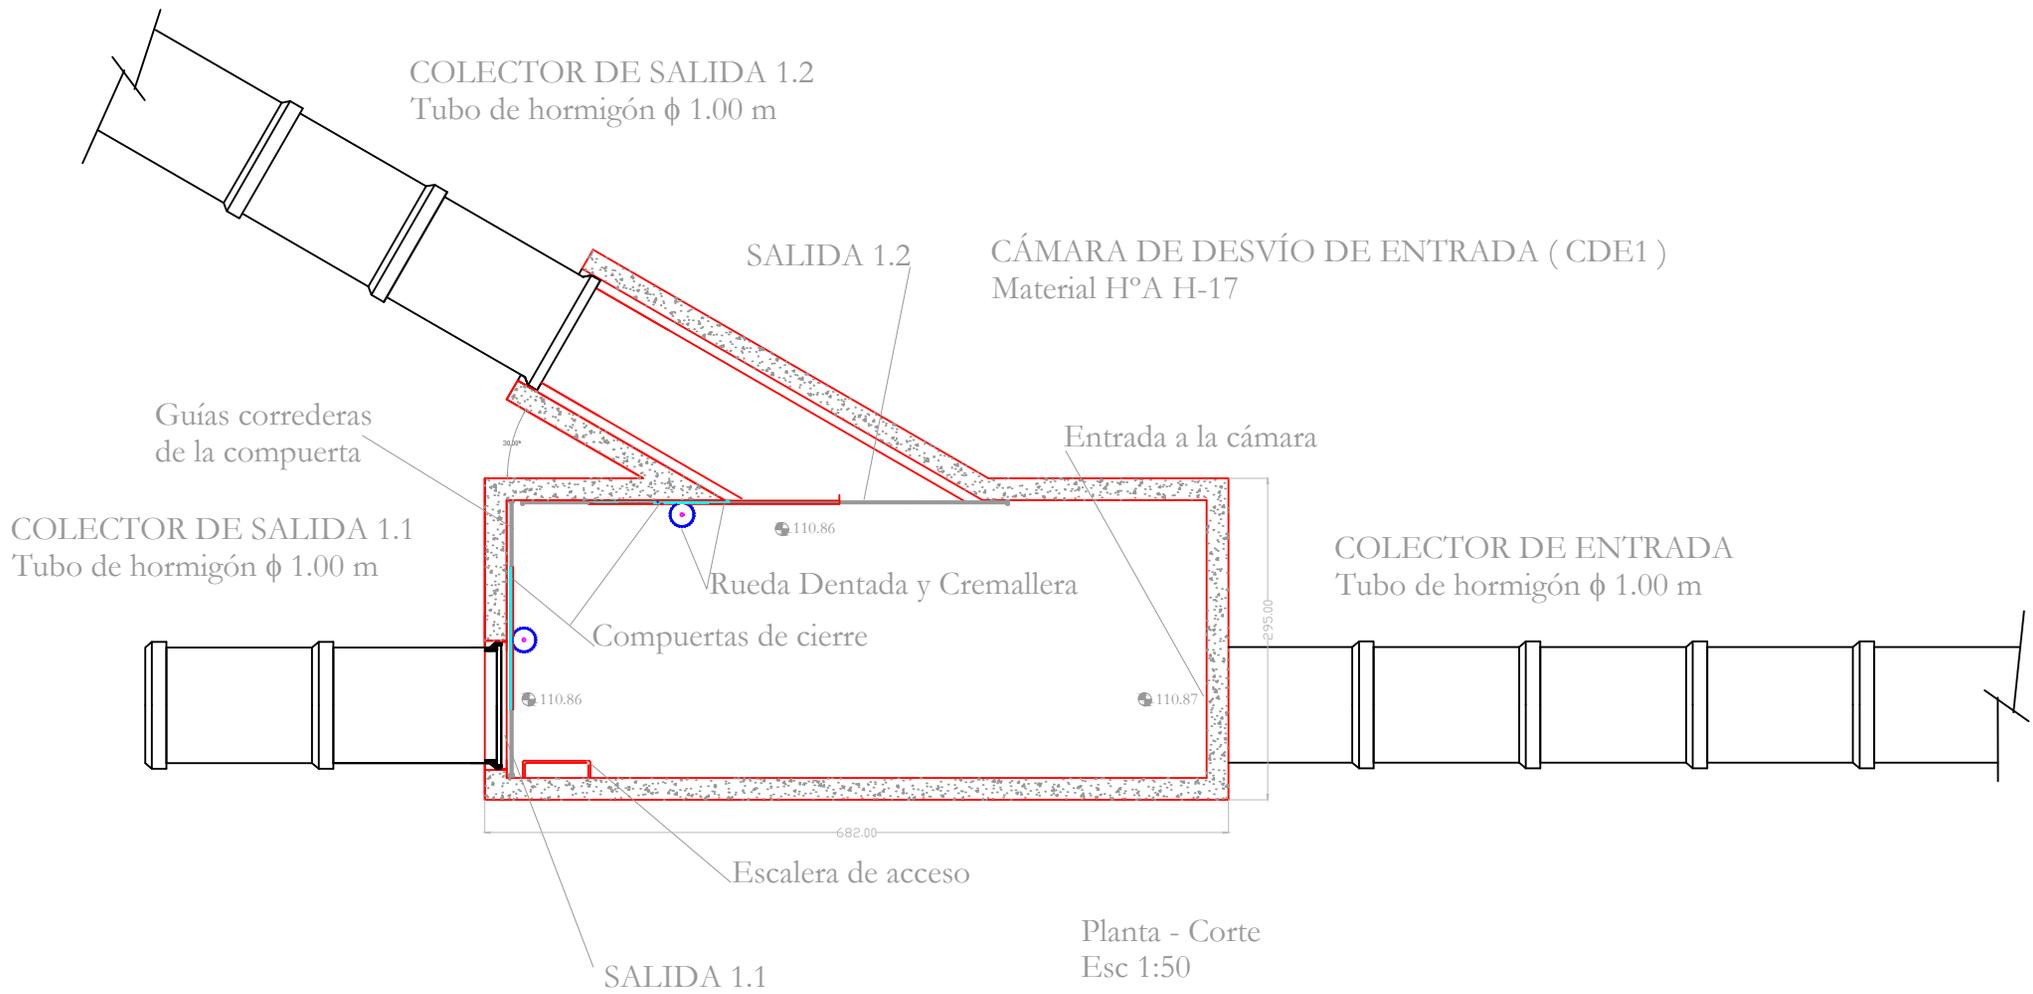 COLECTOR DE SALIDA 1.2
Tubo de hormigón ϕ 1.00 m
SALIDA 1.2
CÁMARA DE DESVÍO DE ENTRADA ( CDE1 )
Material HºA H-17
Guías correderas
de la compuerta
30.00°
Entrada a la cámara
COLECTOR DE SALIDA 1.1
Tubo de hormigón ϕ 1.00 m
110.86
COLECTOR DE ENTRADA
Tubo de hormigón ϕ 1.00 m
Rueda Dentada y Cremallera
295.00
Compuertas de cierre
110.86
110.87
682.00
Escalera de acceso
Planta - Corte
Esc 1:50
SALIDA 1.1